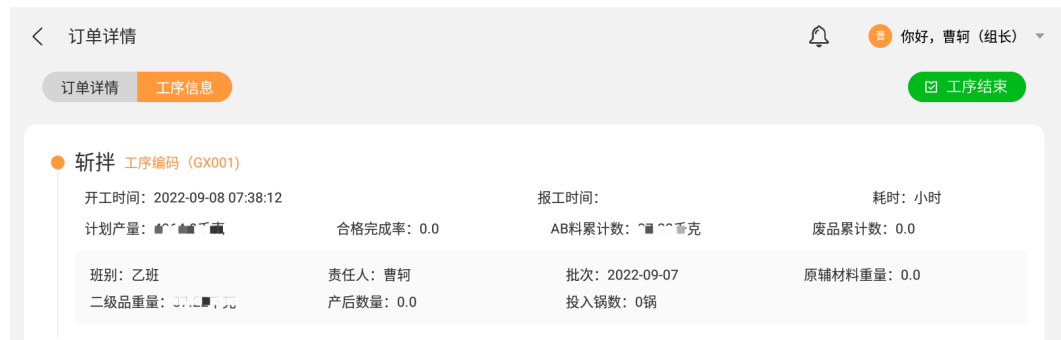 订单详情
曹 你好，曹轲（组长）
订单详情 工序信息 工序结束
斩拌 工序编码（GX001）
开工时间：2022-09-08 07:38:12 报工时间： 耗时：小时
计划产量： 合格完成率：0.0 AB料累计数： 千克 废品累计数：0.0
班别：乙班 责任人：曹轲 批次：2022-09-07 原辅材料重量：0.0
二级品重量： 产后数量：0.0 投入锅数：0锅